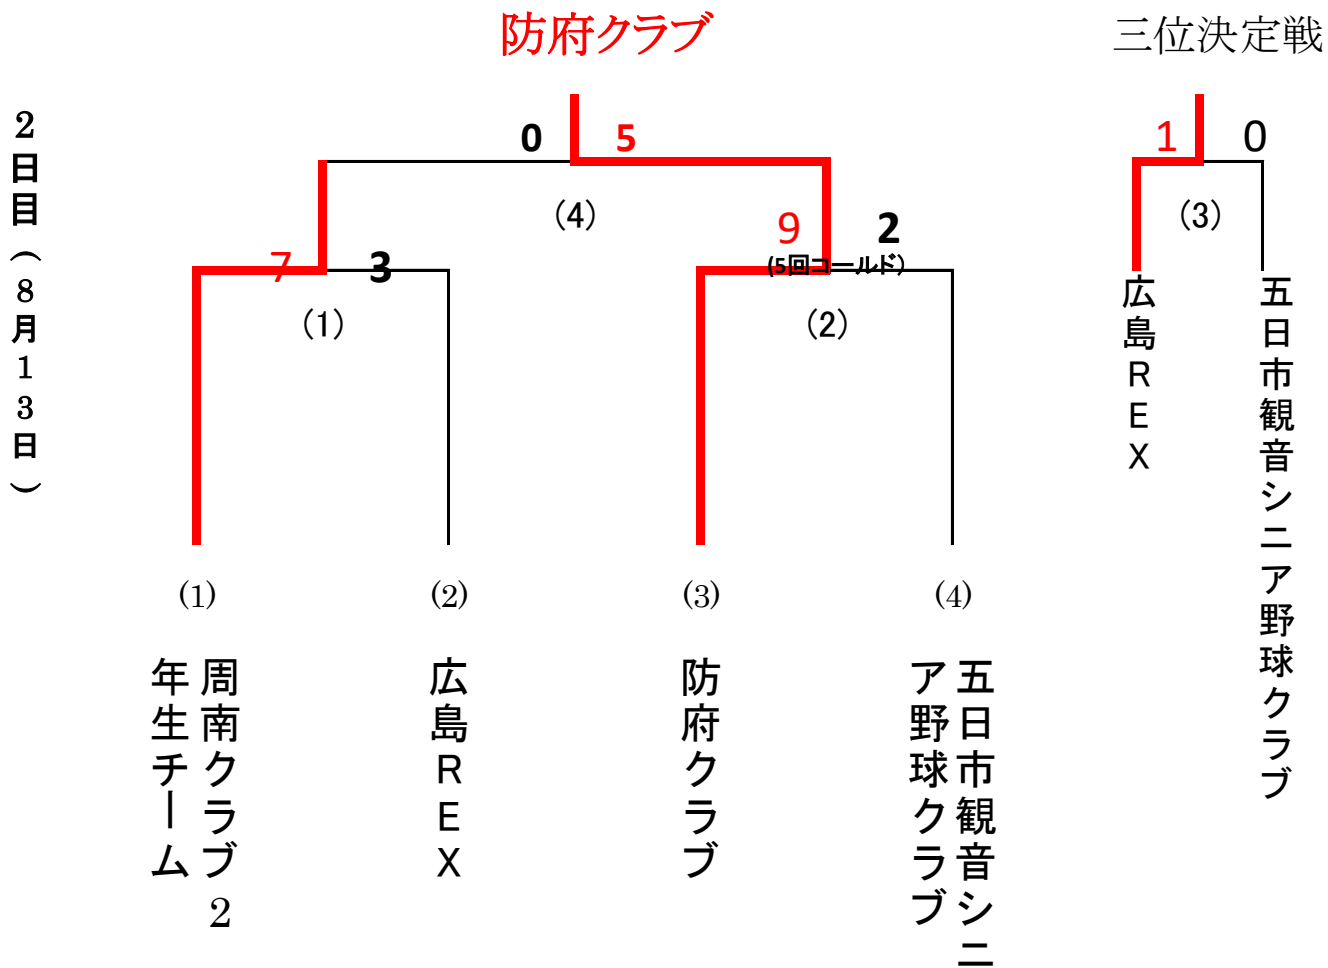 防府クラブ
三位決定戦
2日目（8月13日）
0
5
1
0
(4)
(3)
9
2
(5回コールド)
7
3
(1)
(2)
広島REX
五日市観音シニア野球クラブ
(1)
(2)
(3)
(4)
周南クラブ2
年生チーム
広島REX
防府クラブ
五日市観音シニ
ア野球クラブ